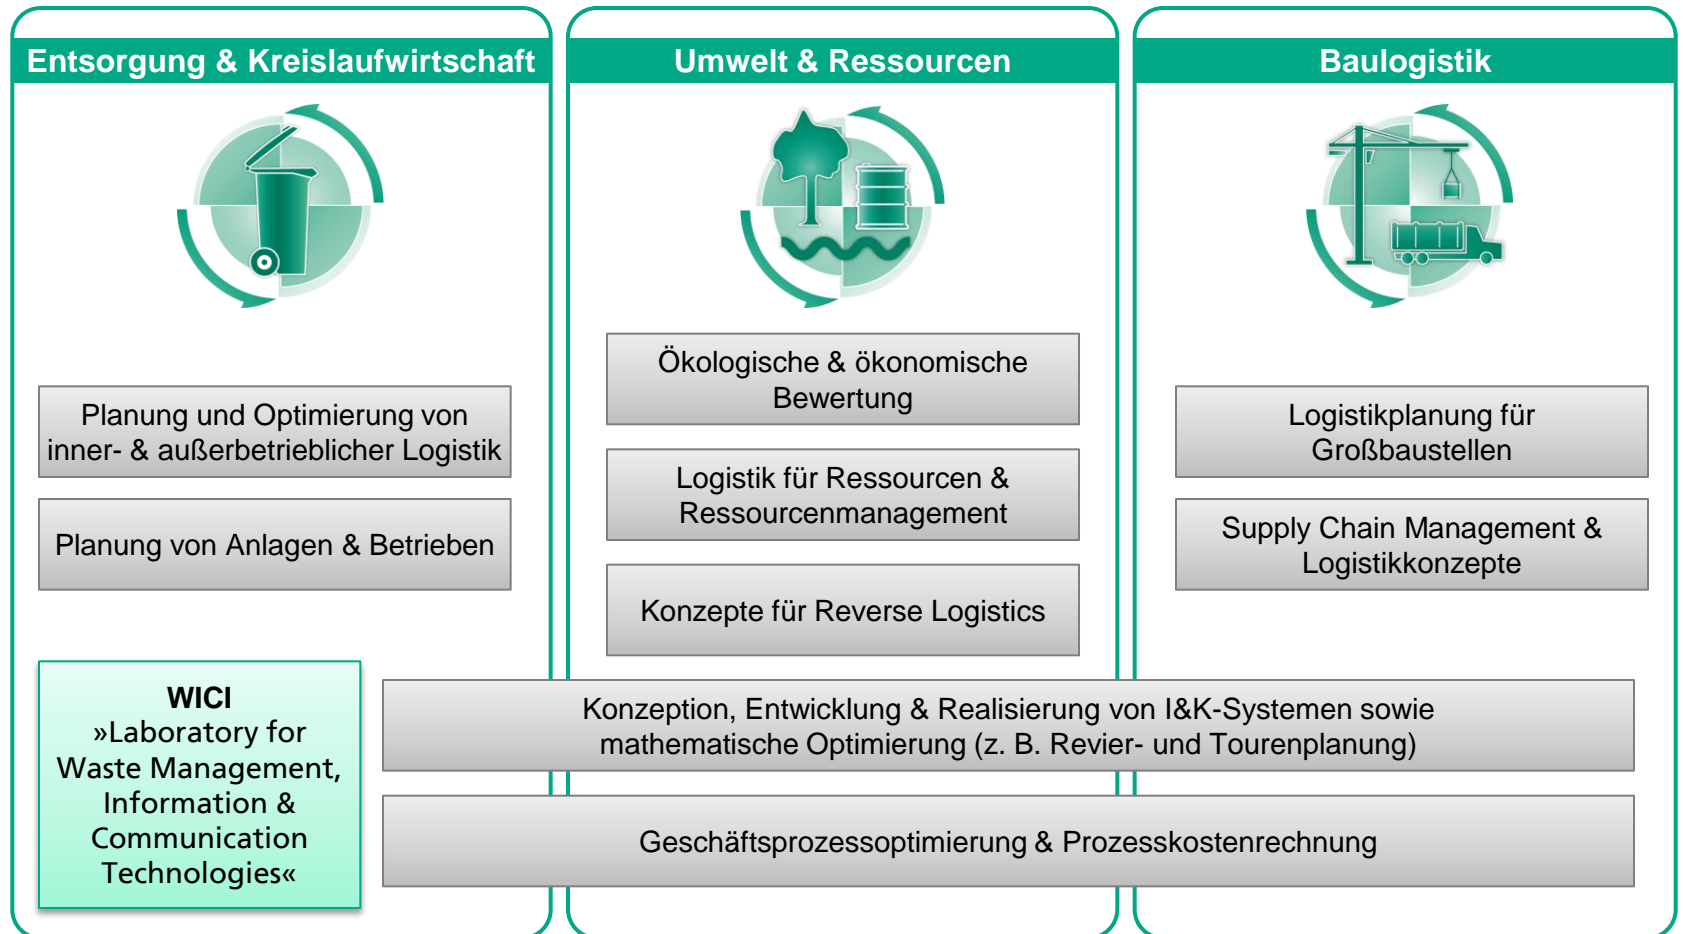 Entsorgung & Kreislaufwirtschaft
Planung und Optimierung von
inner- & außerbetrieblicher Logistik
Planung von Anlagen & Betrieben
Umwelt & Ressourcen
Ökologische & ökonomische
Bewertung
Logistik für Ressourcen &
Ressourcenmanagement
Konzepte für Reverse Logistics
Baulogistik
Logistikplanung für
Großbaustellen
Supply Chain Management &
Logistikkonzepte
WICI
»Laboratory for
Waste Management,
Information &
Communication
Technologies«
Konzeption, Entwicklung & Realisierung von I&K-Systemen sowie
mathematische Optimierung (z. B. Revier- und Tourenplanung)
Geschäftsprozessoptimierung & Prozesskostenrechnung